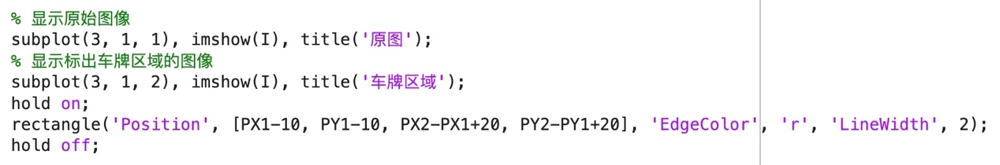 % 显示原始图像
subplot(3, 1, 1), imshow(I), title('原图');
% 显示标出车牌区域的图像
subplot(3, 1, 2), imshow(I), title('车牌区域');
hold on;
rectangle('Position', [PX1-10, PY1-10, PX2-PX1+20, PY2-PY1+20], 'EdgeColor', 'r', 'LineWidth', 2);
hold off;